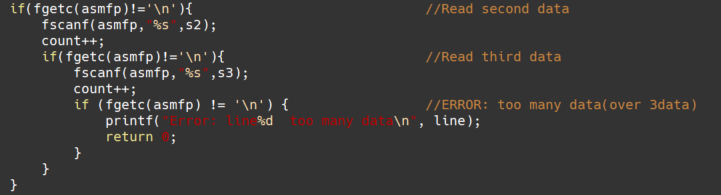 if(fgetc(asmfp)!='\n'){ //Read second data
fscanf(asmfp,"%s",s2);
count++;
if(fgetc(asmfp)!='\n'){ //Read third data
fscanf(asmfp,"%s",s3);
count++;
if (fgetc(asmfp) != '\n') { //ERROR: too many data(over 3data)
printf("Error: line%d too many data\n", line);
return 0;
}
}
}